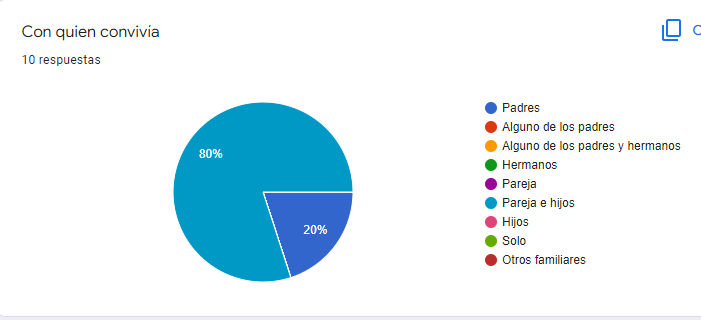 Con quien convivía
10 respuestas
80%
20%
Padres
Alguno de los padres
Alguno de los padres y hermanos
Hermanos
Pareja
Pareja e hijos
Hijos
Solo
Otros familiares